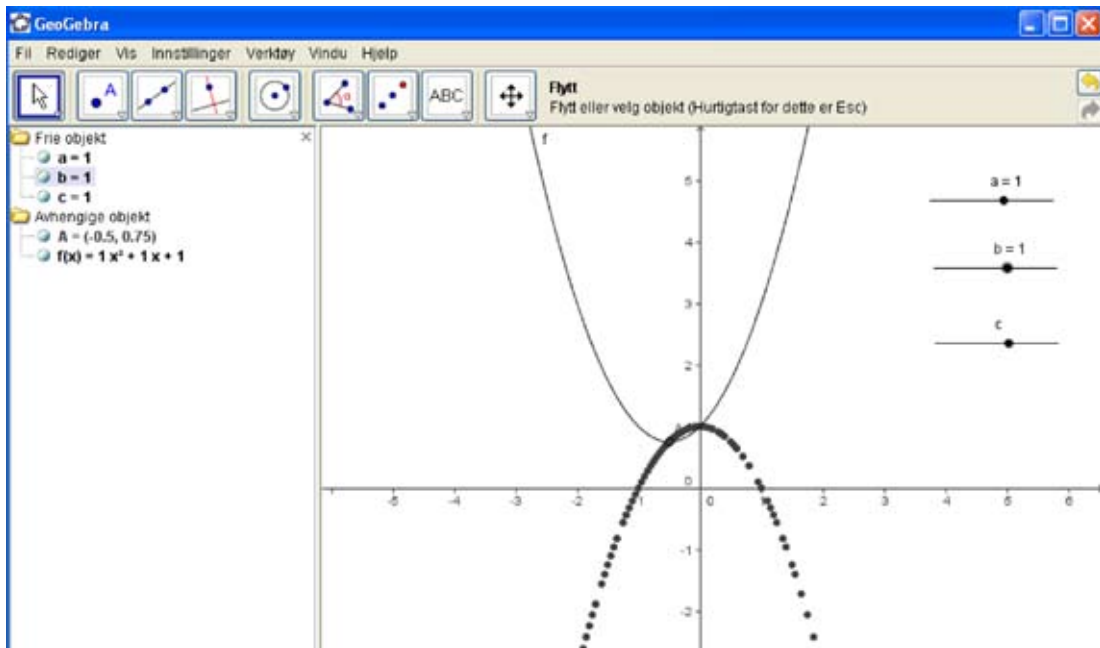 GeoGebra
Fil Rediger Vis Innstillinger Verktøy Vindu Hjelp
A
α
ABC
Flytt
Flytt eller velg objekt (Hurtigtast for dette er Esc)
Frie objekt
a = 1
b = 1
c = 1
Avhengige objekt
A = (-0.5, 0.75)
f(x) = 1 x² + 1 x + 1
f
a = 1
b = 1
c
5
4
3
2
A
0
-5 -4 -3 -2 -1 0 1 2 3 4 5 6
-1
-2